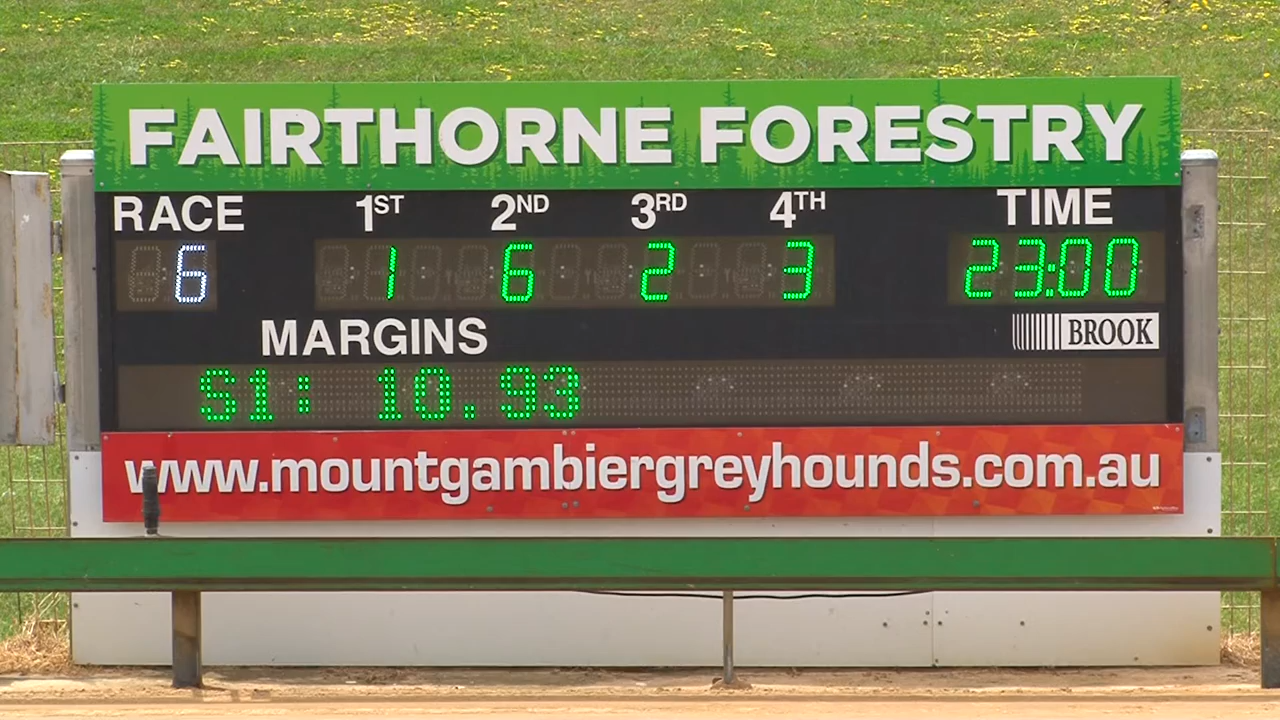 FAIRTHORNE FORESTRY
RACE 1ST 2ND 3RD 4TH TIME
6 1 6 2 3 23:00
MARGINS BROOK
S1: 10.93
www.mountgambiergreyhounds.com.au